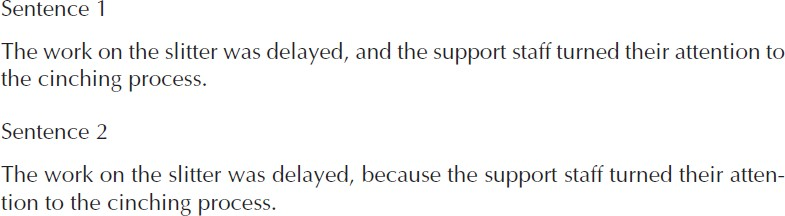 Sentence 1
The work on the slitter was delayed, and the support staff turned their attention to
the cinching process.
Sentence 2
The work on the slitter was delayed, because the support staff turned their atten-
tion to the cinching process.